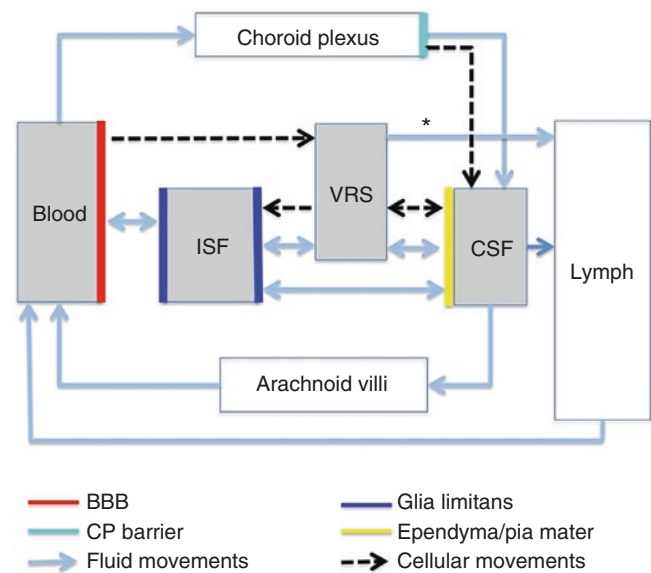 Choroid plexus
*
Blood
VRS
ISF
CSF
Lymph
Arachnoid villi
BBB
Glia limitans
CP barrier
Ependyma/pia mater
Fluid movements
Cellular movements